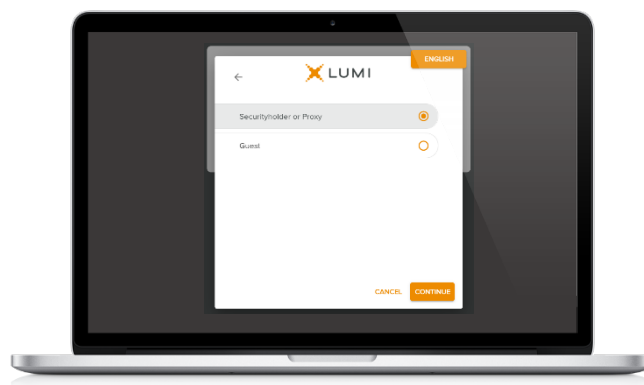 ENGLISH
LUMI
Securityholder or Proxy
Guest
CANCEL CONTINUE